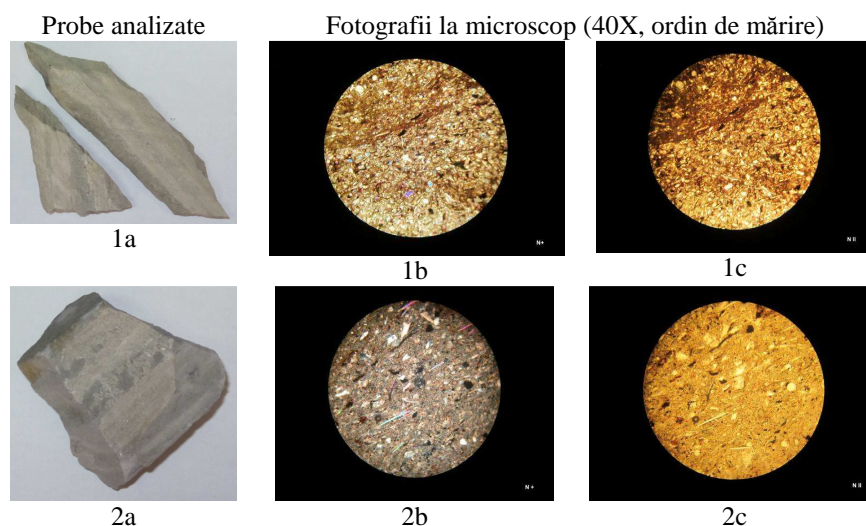 Probe analizate
Fotografii la microscop (40X, ordin de mărire)
N+
N II
1a
1b
1c
N +
N II
2a
2b
2c